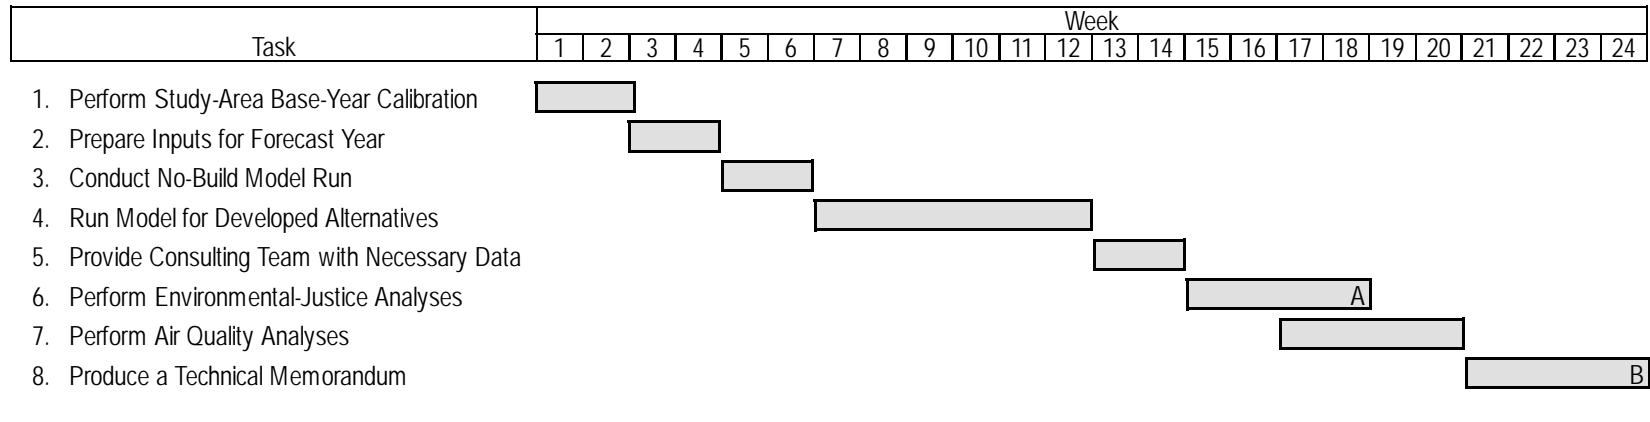 Week
Task 1 2 3 4 5 6 7 8 9 10 11 12 13 14 15 16 17 18 19 20 21 22 23 24
1. Perform Study-Area Base-Year Calibration
2. Prepare Inputs for Forecast Year
3. Conduct No-Build Model Run
4. Run Model for Developed Alternatives
5. Provide Consulting Team with Necessary Data
6. Perform Environmental-Justice Analyses A
7. Perform Air Quality Analyses
8. Produce a Technical Memorandum B